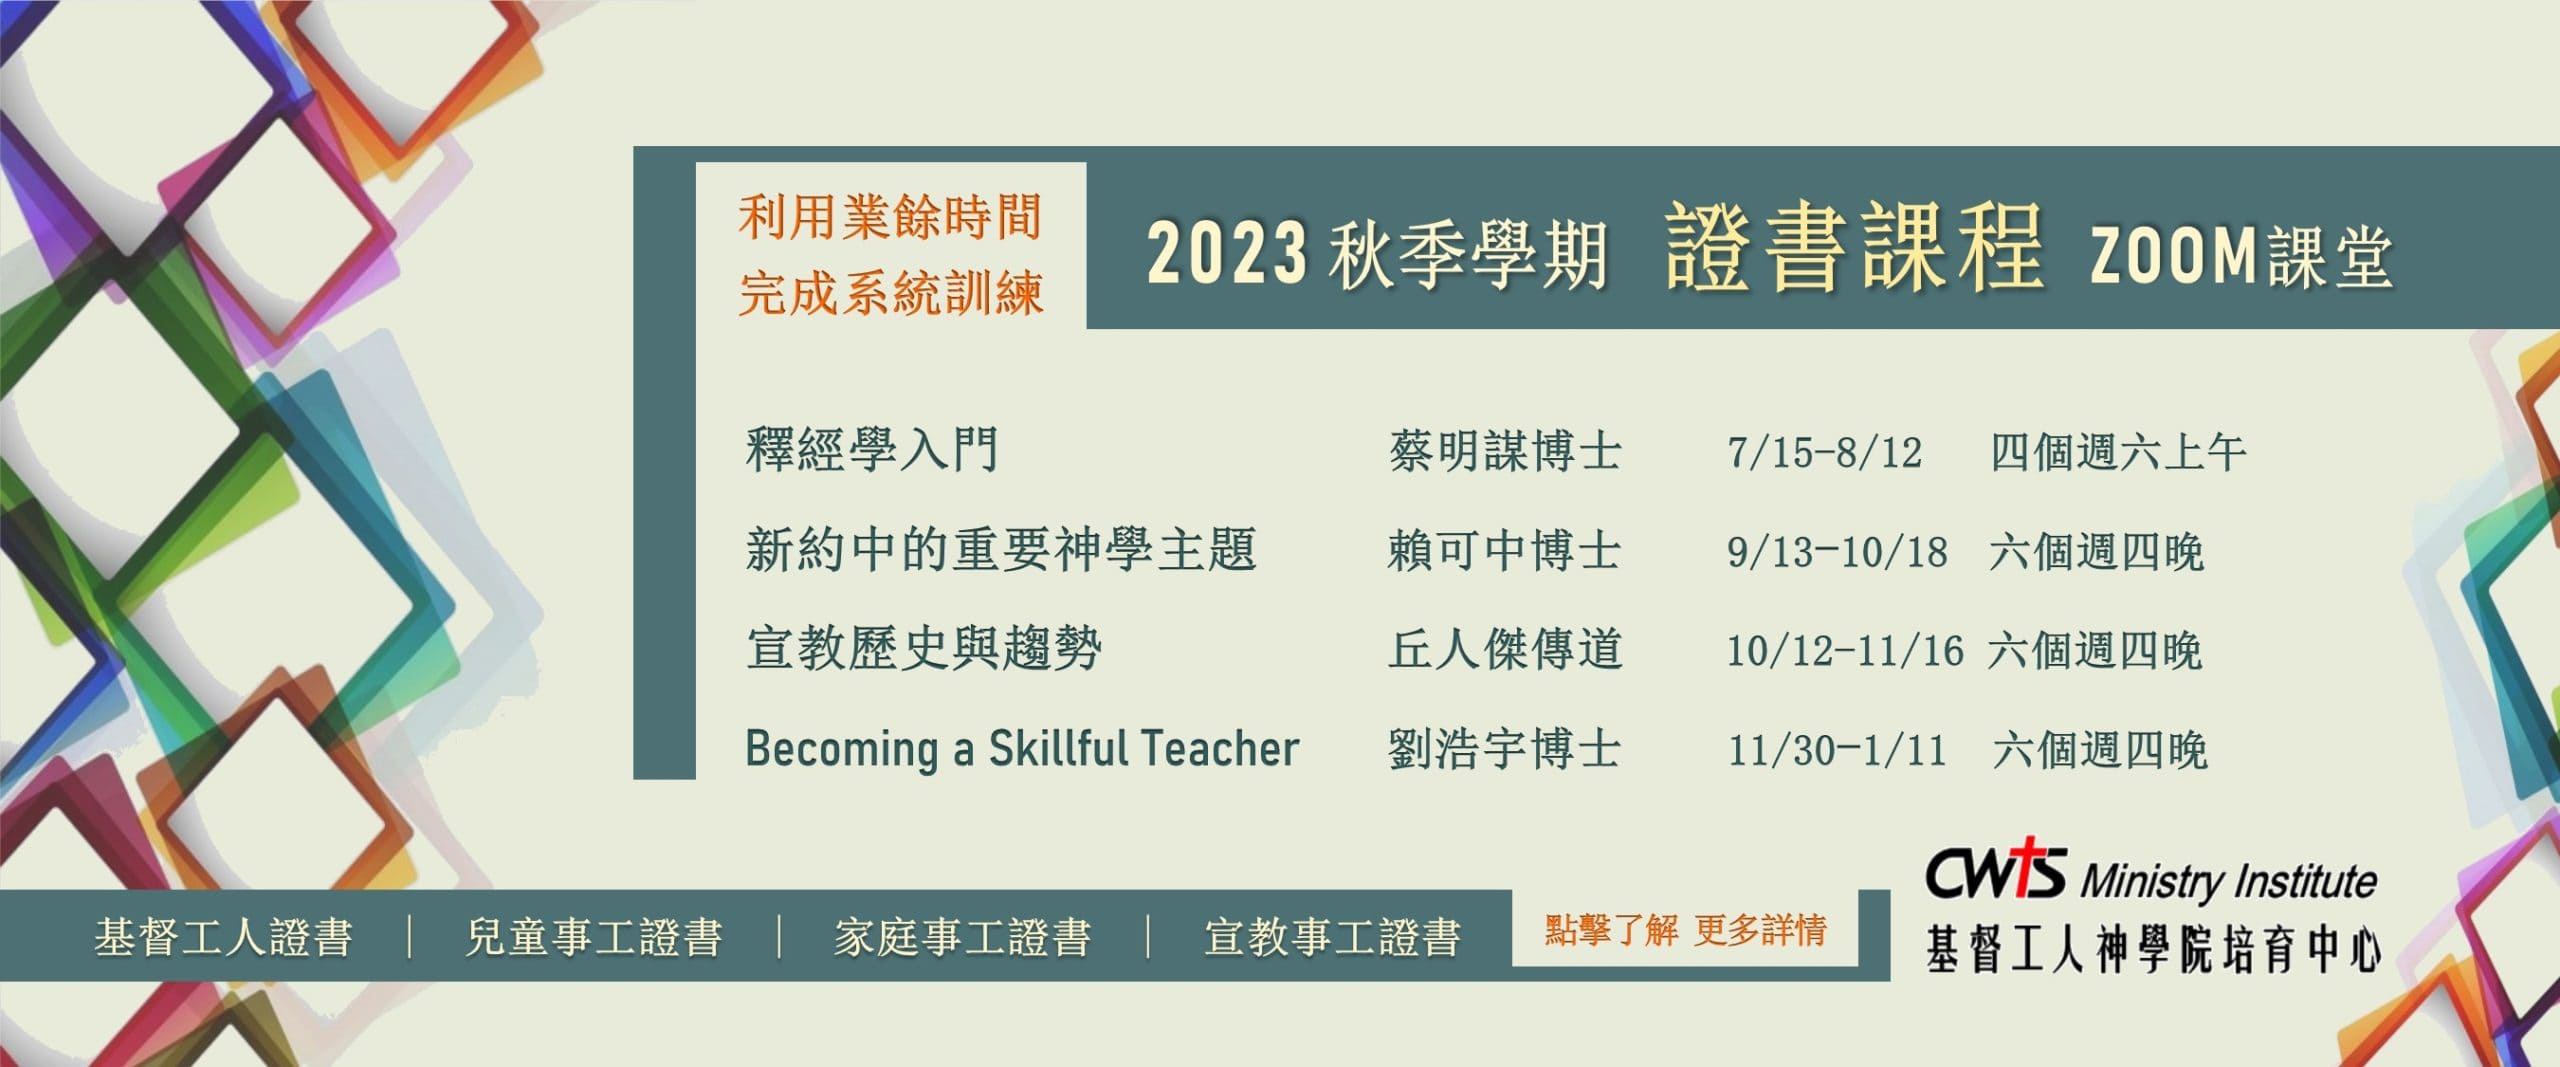 利用業餘時間
完成系統訓練
2023 秋季學期 證書課程 ZOOM課堂
釋經學入門 蔡明謀博士 7/15-8/12 四個週六上午
新約中的重要神學主題 賴可中博士 9/13-10/18 六個週四晚
宣教歷史與趨勢 丘人傑傳道 10/12-11/16 六個週四晚
Becoming a Skillful Teacher 劉浩宇博士 11/30-1/11 六個週四晚
基督工人證書 | 兒童事工證書 | 家庭事工證書 | 宣教事工證書
點擊了解 更多詳情
CWTS Ministry Institute
基督工人神學院培育中心